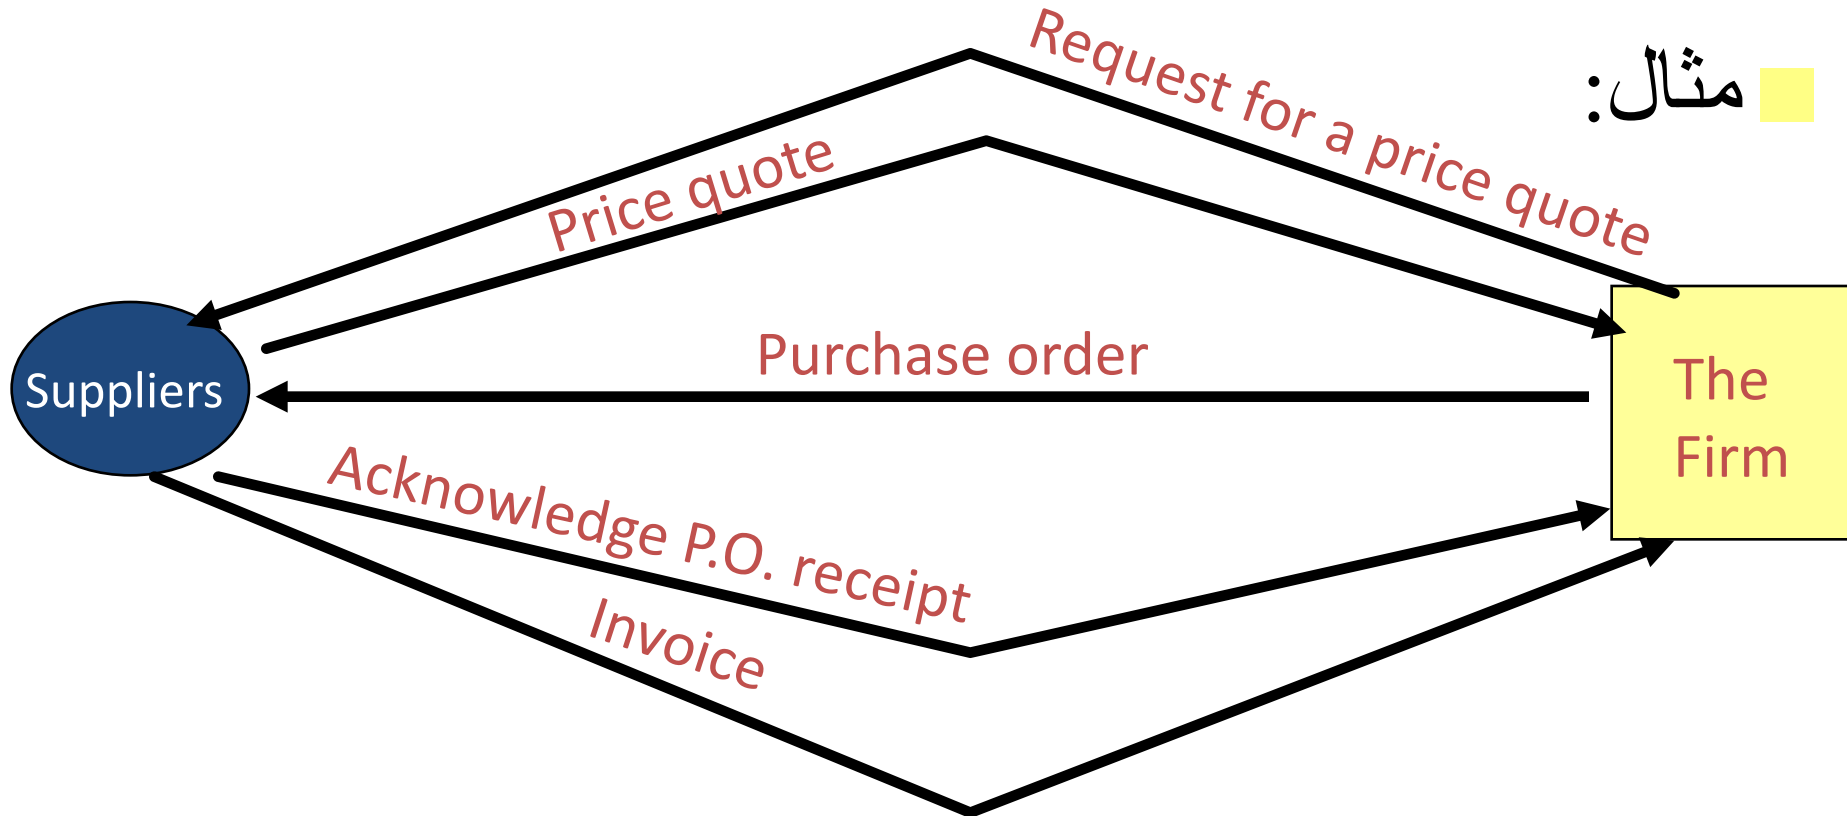 مثال:
Request for a price quote
Price quote
Purchase order
Suppliers
The
Firm
Acknowledge P.O. receipt
Invoice